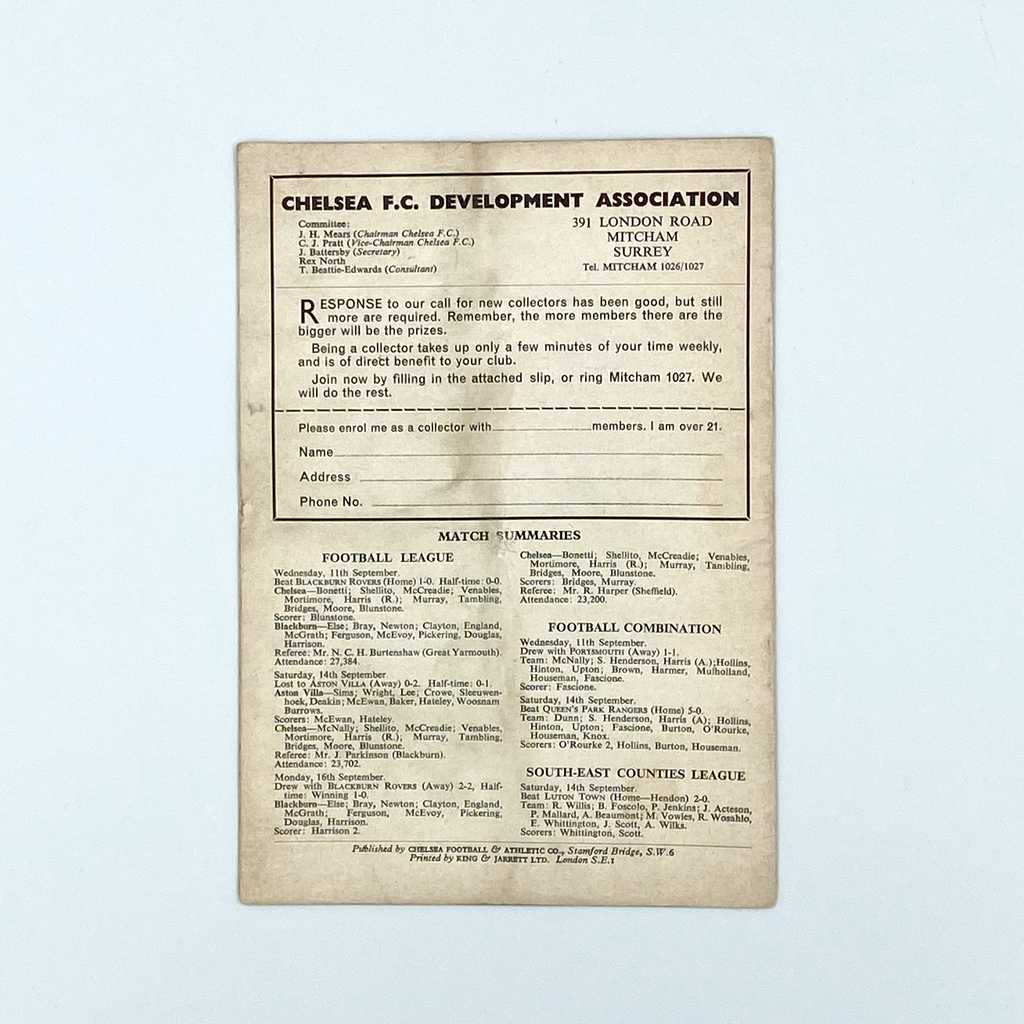 CHELSEA F.C. DEVELOPMENT ASSOCIATION
Committee:
J. H. Mears (Chairman Chelsea F.C.)
C. J. Pratt (Vice-Chairman Chelsea F.C.)
J. Battersby (Secretary)
Rex North
T. Beattie-Edwards (Consultant)
391 LONDON ROAD
MITCHAM
SURREY
Tel. MITCHAM 1026/1027
RESPONSE to our call for new collectors has been good, but still
more are required. Remember, the more members there are the
bigger will be the prizes.
Being a collector takes up only a few minutes of your time weekly,
and is of direct benefit to your club.
Join now by filling in the attached slip, or ring Mitcham 1027. We
will do the rest.
Please enrol me as a collector with members. I am over 21.
Name
Address
Phone No.
MATCH SUMMARIES
FOOTBALL LEAGUE
Wednesday, 11th September.
Beat BLACKBURN ROVERS (Home) 1-0. Half-time: 0-0.
Chelsea—Bonetti; Shellito, McCreadie; Venables,
Mortimore, Harris (R.); Murray, Tambling,
Bridges, Moore, Blunstone.
Scorer: Blunstone.
Blackburn—Else; Bray, Newton; Clayton, England,
McGrath; Ferguson, McEvoy, Pickering, Douglas,
Harrison.
Referee: Mr. N. C. H. Burtenshaw (Great Yarmouth).
Attendance: 27,384.
Saturday, 14th September.
Lost to ASTON VILLA (Away) 0-2. Half-time: 0-1.
Aston Villa—Sims; Wright, Lee; Crowe, Sleeuwen-
hoek, Deakin; McEwan, Baker, Hateley, Woosnam
Burrows.
Scorers: McEwan, Hateley.
Chelsea—McNally; Shellito, McCreadie; Venables,
Mortimore, Harris (R.); Murray, Tambling,
Bridges, Moore, Blunstone.
Referee: Mr. J. Parkinson (Blackburn).
Attendance: 23,702.
Monday, 16th September.
Drew with BLACKBURN ROVERS (Away) 2-2, Half-
time: Winning 1-0.
Blackburn—Else; Bray, Newton; Clayton, England,
McGrath; Ferguson, McEvoy, Pickering,
Douglas, Harrison.
Scorer: Harrison 2.
Chelsea—Bonetti; Shellito, McCreadie; Venables,
Mortimore, Harris (R.); Murray, Tambling,
Bridges, Moore, Blunstone.
Scorers: Bridges, Murray.
Referee: Mr. R. Harper (Sheffield).
Attendance: 23,200.
FOOTBALL COMBINATION
Wednesday, 11th September.
Drew with PORTSMOUTH (Away) 1-1.
Team: McNally; S. Henderson, Harris (A.); Hollins,
Hinton, Upton; Brown, Harmer, Mulholland,
Houseman, Fascione.
Scorer: Fascione.
Saturday, 14th September.
Beat QUEEN'S PARK RANGERS (Home) 5-0.
Team: Dunn; S. Henderson, Harris (A); Hollins,
Hinton, Upton; Fascione, Burton, O'Rourke,
Houseman, Knox.
Scorers: O'Rourke 2, Hollins, Burton, Houseman.
SOUTH-EAST COUNTIES LEAGUE
Saturday, 14th September.
Beat LUTON TOWN (Home—Hendon) 2-0.
Team: R. Willis; B. Foscolo, P. Jenkins; J. Acteson,
P. Mallard, A. Beaumont; M. Vowles, R. Wosahlo,
E. Whittington, J. Scott, A. Wilks.
Scorers: Whittington, Scott.
Published by CHELSEA FOOTBALL & ATHLETIC CO., Stamford Bridge, S.W.6
Printed by KING & JARRETT LTD. London S.E.1